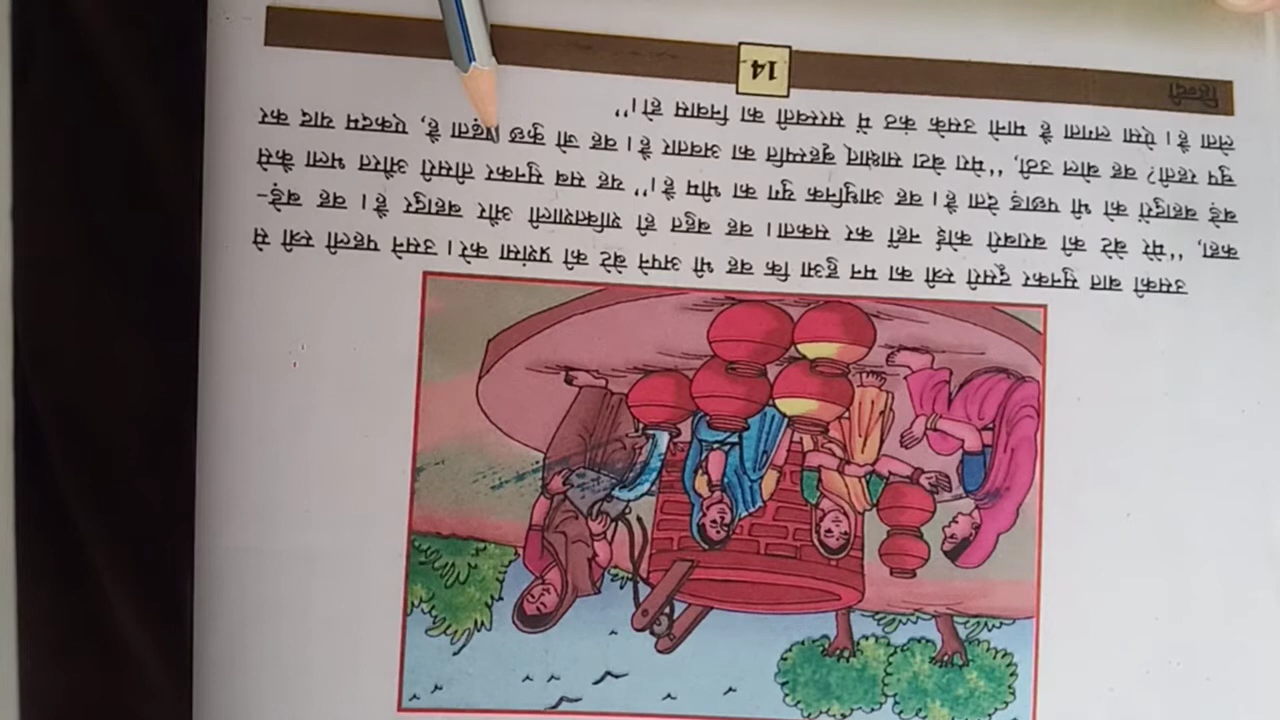 उसकी बात सुनकर दूसरी स्त्री का मन हुआ कि वह भी अपने बेटे की प्रशंसा करे। उसने पहली स्त्री से
कहा, “मेरे बेटे की बराबरी कोई नहीं कर सकता। वह बहुत ही शक्तिशाली और बहादुर है। वह बड़े-
बड़े बहादुरों को भी पछाड़ देता है। वह आधुनिक युग का भीम है।” यह सब सुनकर तीसरी औरत भला कैसे
चुप रहती? वह बोल उठी, “मेरा बेटा साक्षात् बृहस्पति का अवतार है। वह जो कुछ पढ़ता है, एकदम याद कर
लेता है। ऐसा लगता है मानो उसके कंठ में सरस्वती का निवास हो।”
हिन्दी
14